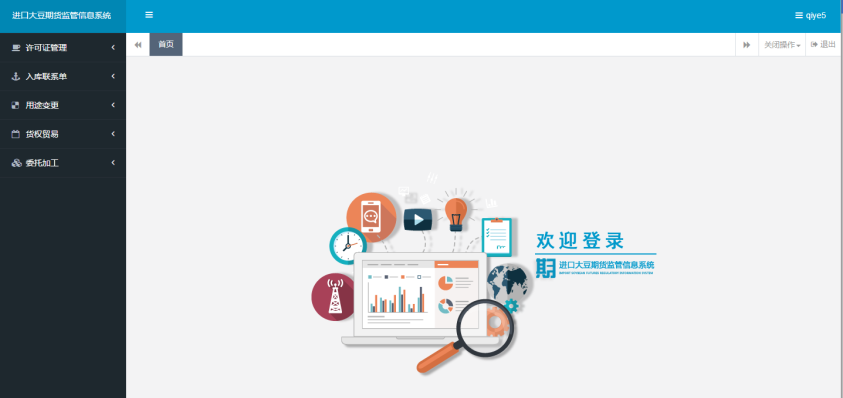 进口大豆期货监管信息系统
qiye5
许可证管理
首页
关闭操作
退出
入库联系单
用途变更
货权贸易
委托加工
欢迎登录
期
进口大豆期货监管信息系统